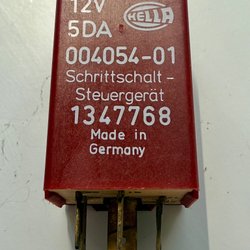 12V HELLA
5DA
004054-01
Schrittschalt-
Steuergerät
1347768
Made in
Germany